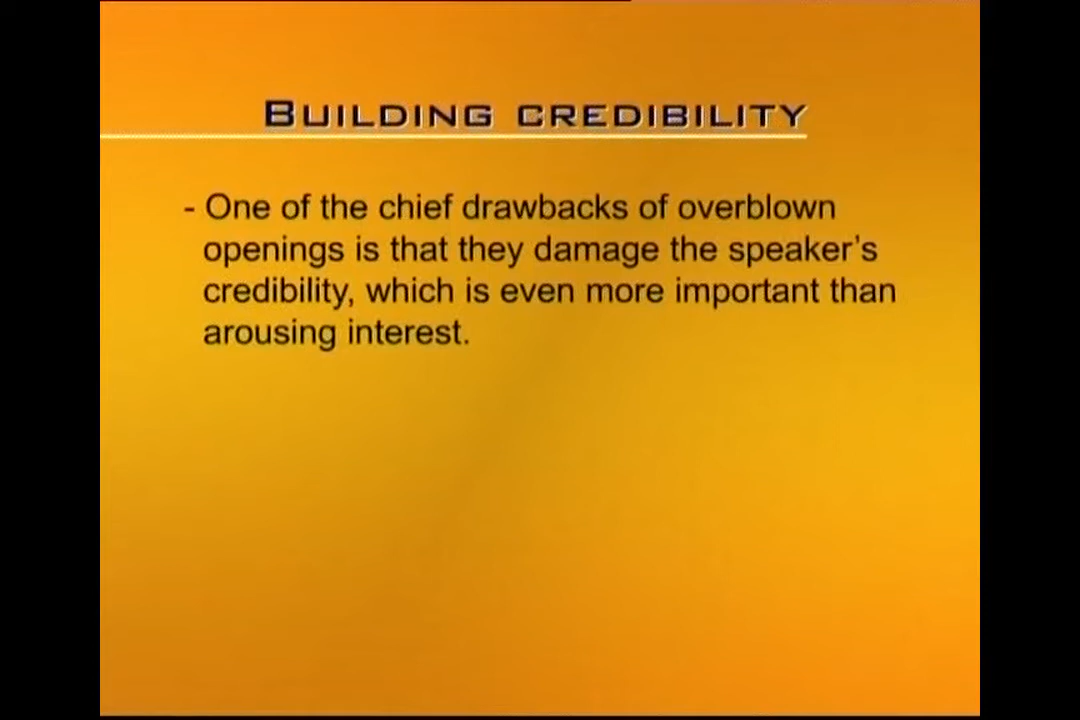 Building credibility
- One of the chief drawbacks of overblown
openings is that they damage the speaker’s
credibility, which is even more important than
arousing interest.